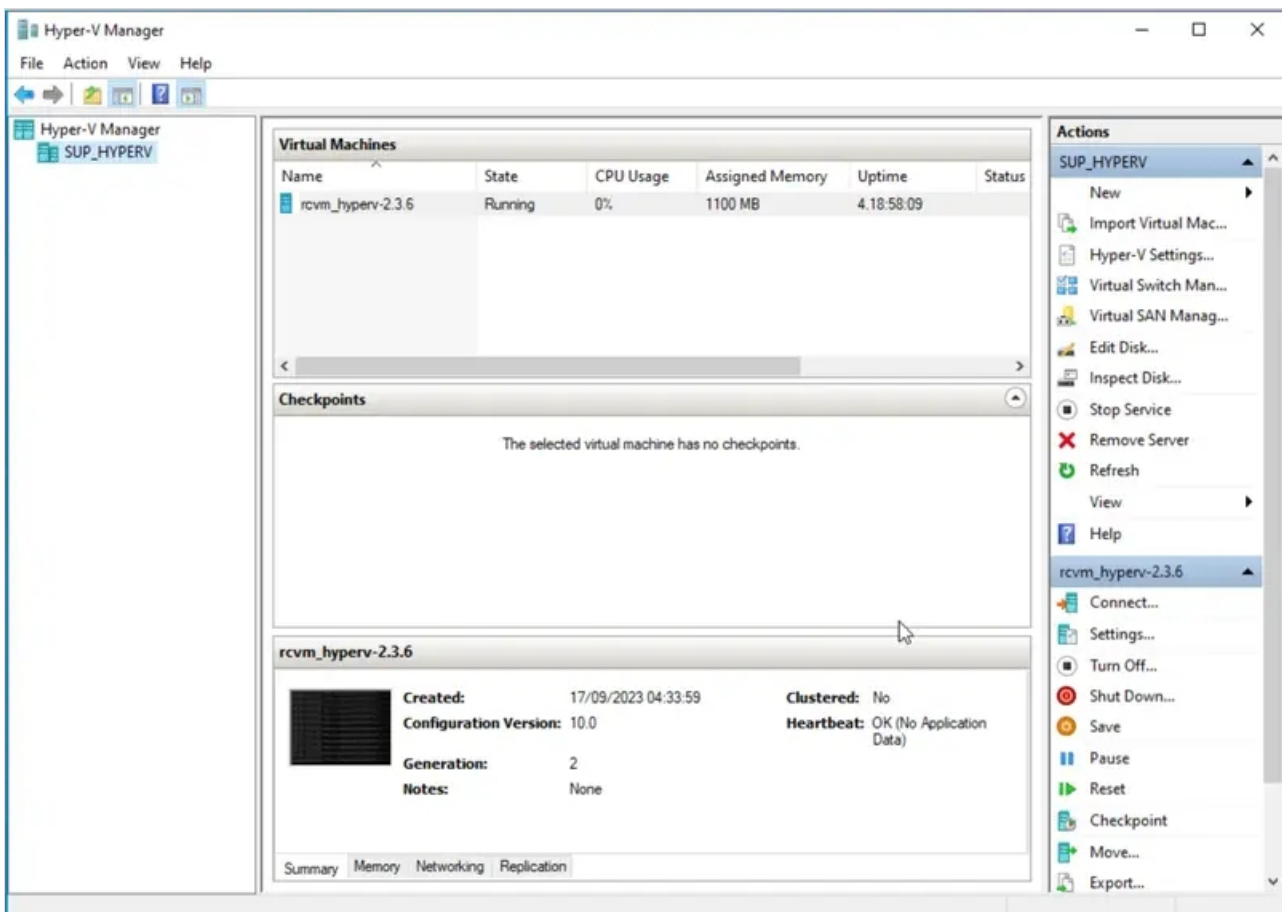 Hyper-V Manager
File Action View Help
Hyper-V Manager
SUP_HYPERV
Virtual Machines
Name State CPU Usage Assigned Memory Uptime Status
rcvm_hyperv-2.3.6 Running 0% 1100 MB 4.18:58:09
Checkpoints
The selected virtual machine has no checkpoints.
rcvm_hyperv-2.3.6
Created: 17/09/2023 04:33:59 Clustered: No
Configuration Version: 10.0 Heartbeat: OK (No Application
Data)
Generation: 2
Notes: None
Summary Memory Networking Replication
Actions
SUP_HYPERV
New
Import Virtual Mac...
Hyper-V Settings...
Virtual Switch Man...
Virtual SAN Manag...
Edit Disk...
Inspect Disk...
Stop Service
Remove Server
Refresh
View
Help
rcvm_hyperv-2.3.6
Connect...
Settings...
Turn Off...
Shut Down...
Save
Pause
Reset
Checkpoint
Move...
Export...